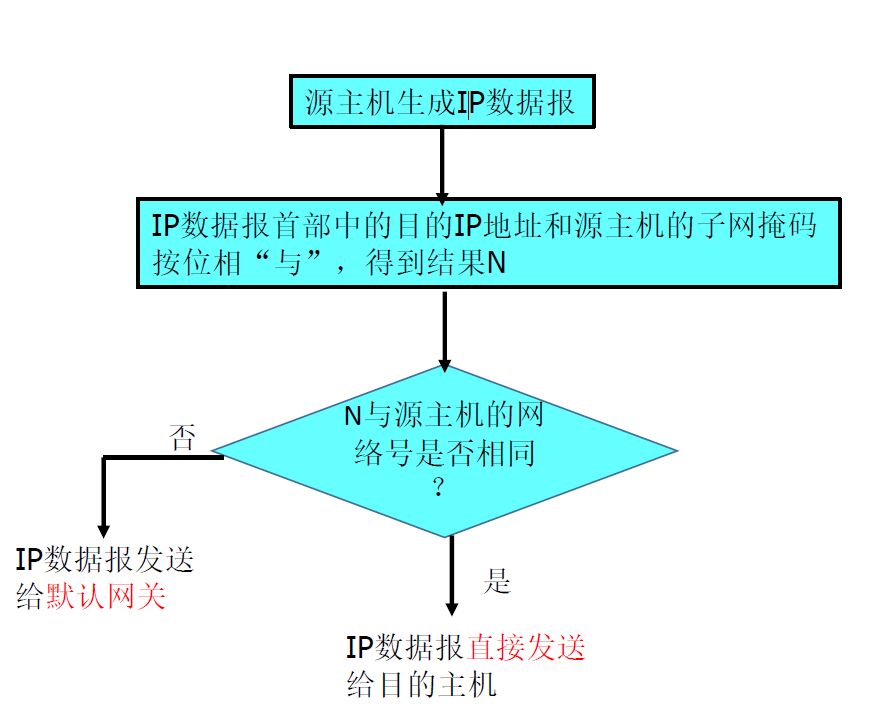 源主机生成IP数据报
IP数据报首部中的目的IP地址和源主机的子网掩码
按位相“与”，得到结果N
N与源主机的网
络号是否相同
？
否
IP数据报发送
给默认网关
是
IP数据报直接发送
给目的主机